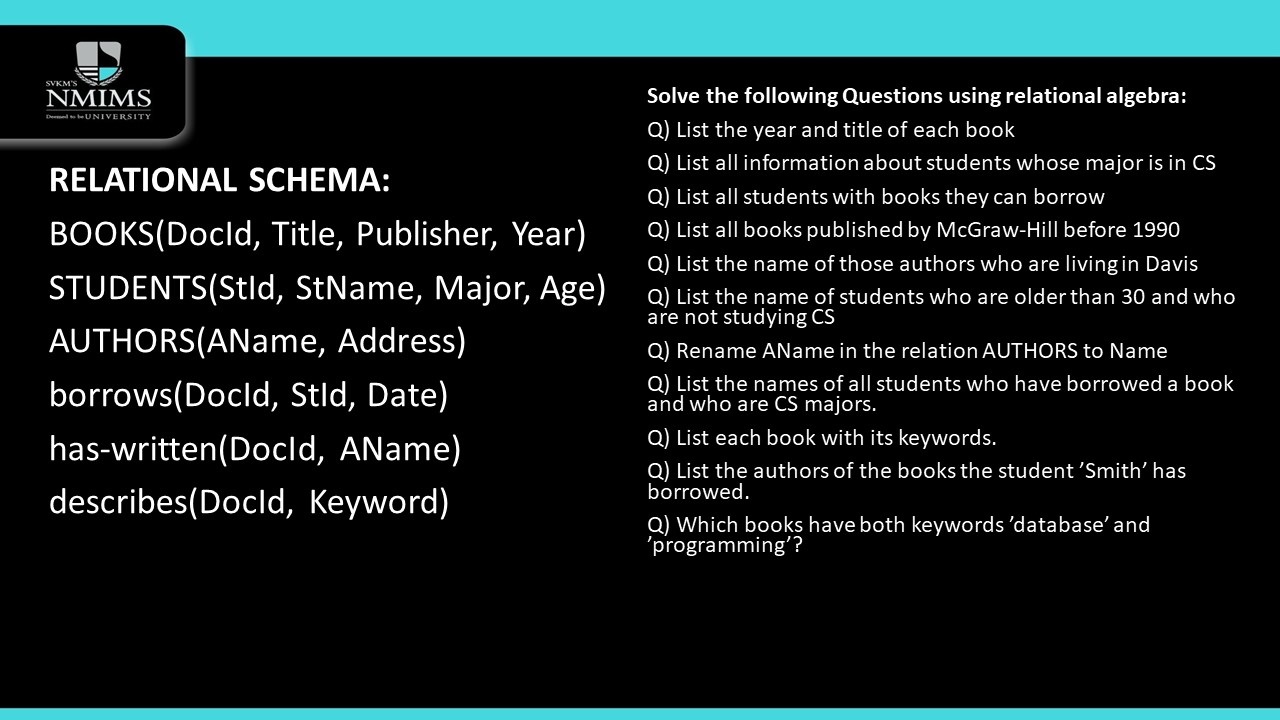 SVKM'S
NMIMS
Deemed to be UNIVERSITY
RELATIONAL SCHEMA:
BOOKS(DocId, Title, Publisher, Year)
STUDENTS(StId, StName, Major, Age)
AUTHORS(AName, Address)
borrows(DocId, StId, Date)
has-written(DocId, AName)
describes(DocId, Keyword)
Solve the following Questions using relational algebra:
Q) List the year and title of each book
Q) List all information about students whose major is in CS
Q) List all students with books they can borrow
Q) List all books published by McGraw-Hill before 1990
Q) List the name of those authors who are living in Davis
Q) List the name of students who are older than 30 and who
are not studying CS
Q) Rename AName in the relation AUTHORS to Name
Q) List the names of all students who have borrowed a book
and who are CS majors.
Q) List each book with its keywords.
Q) List the authors of the books the student ’Smith’ has
borrowed.
Q) Which books have both keywords ’database’ and
’programming’?